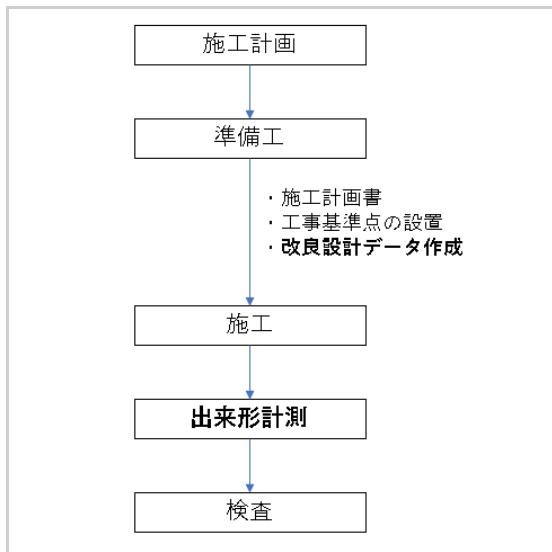 施工計画
準備工
・施工計画書
・工事基準点の設置
・改良設計データ作成
施工
出来形計測
検査